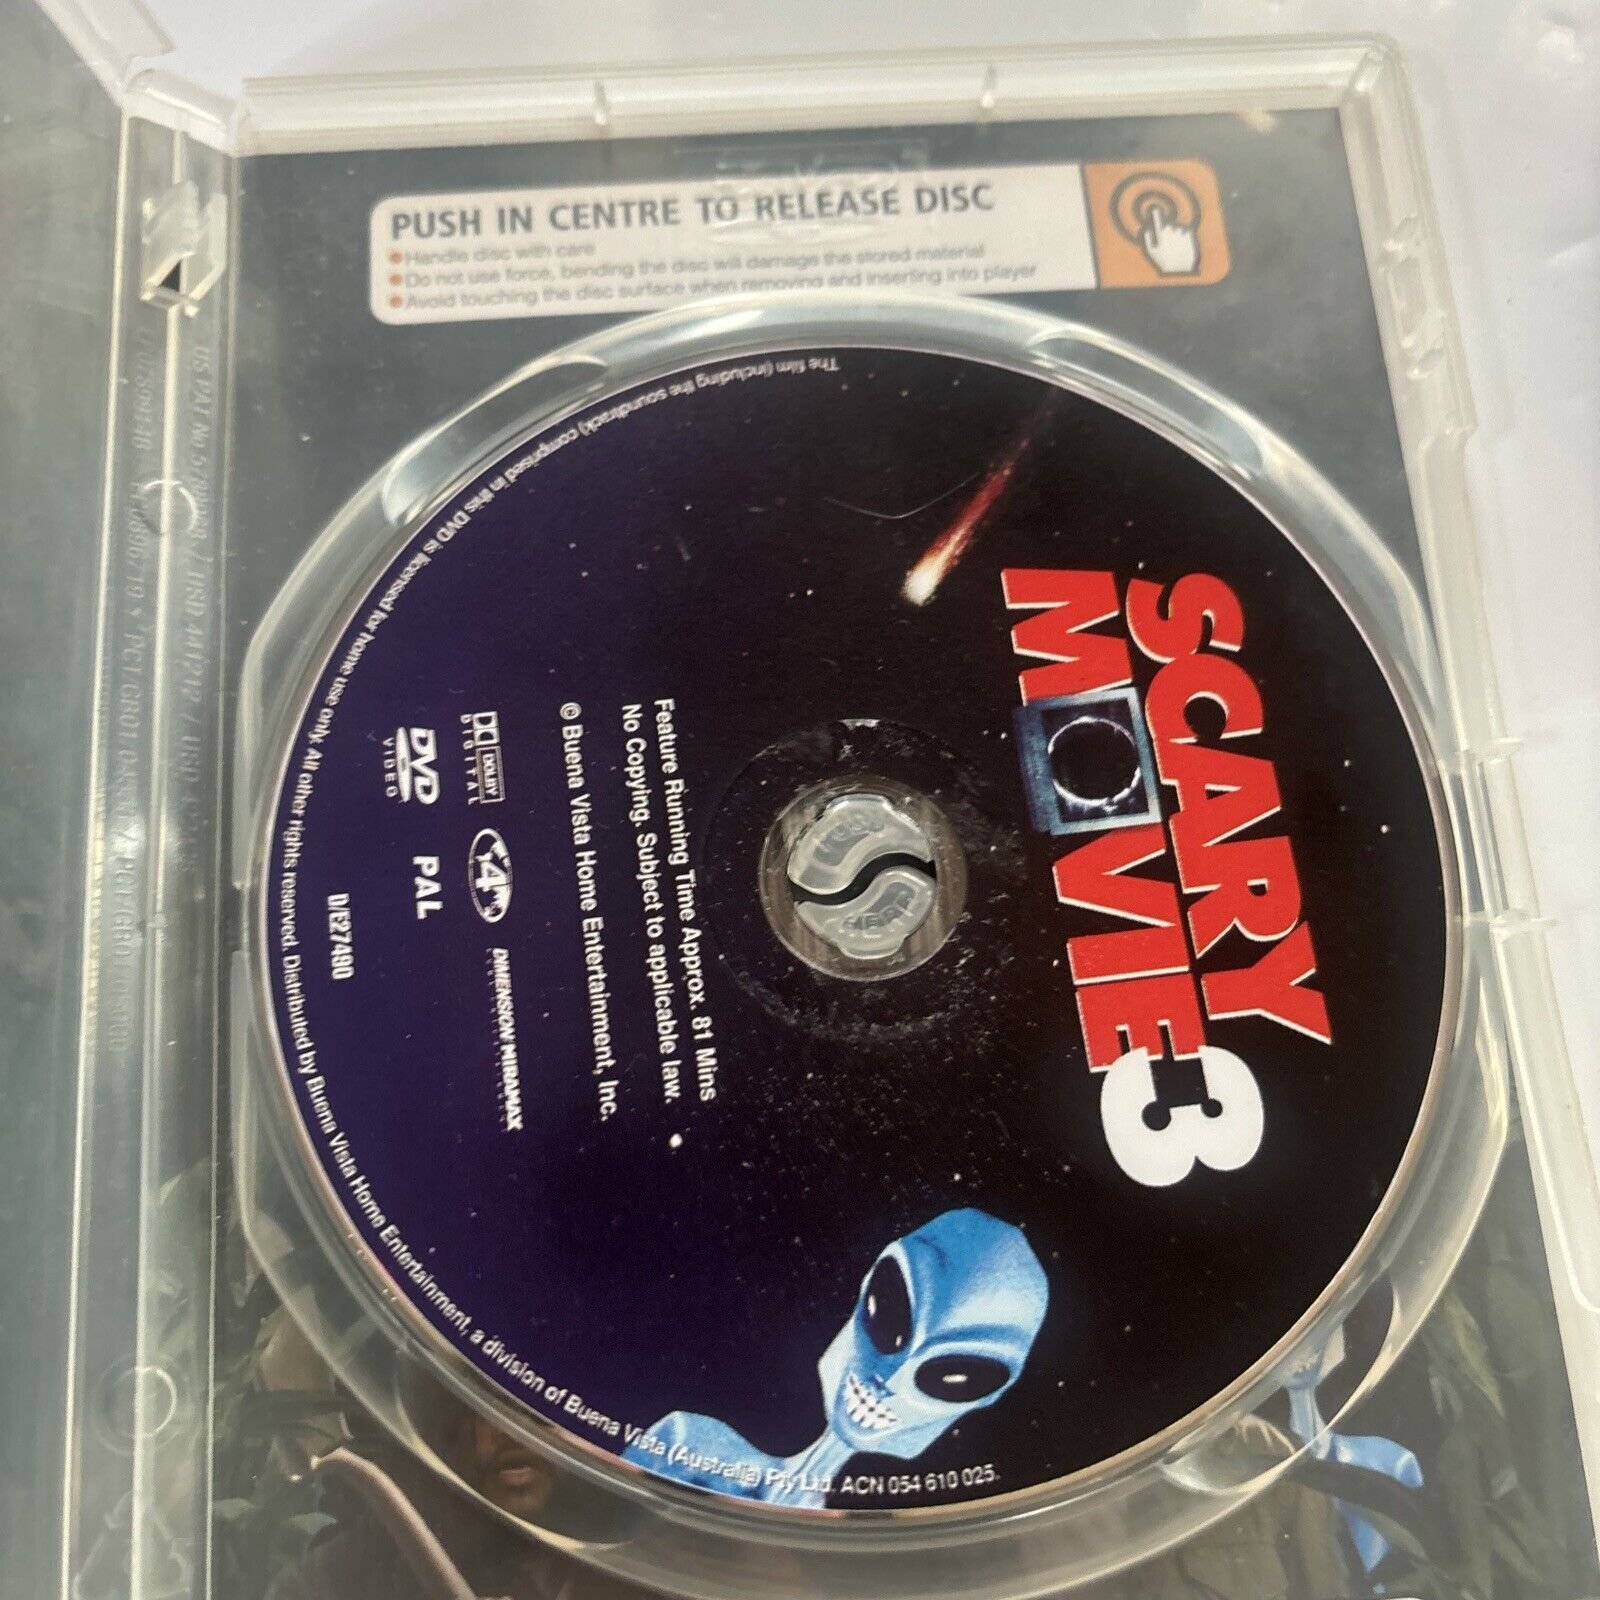 PUSH IN CENTRE TO RELEASE DISC
Handle disc with care
Do not use force, bending the disc will damage the stored material
Avoid touching the disc surface when removing and inserting into player
SCARY
MOVIE
3
Feature Running Time Approx. 81 Mins
No Copying. Subject to applicable law.
© Buena Vista Home Entertainment, Inc.
DOLBY
DIGITAL
4
DIMENSION MIRAMAX
DVD
VIDEO
PAL
D/E27490
The film (including the soundtrack) comprised in this DVD is licensed for home use only. All other rights reserved. Distributed by Buena Vista Home Entertainment, a division of Buena Vista (Australia) Pty Ltd. ACN 054 610 025.
PUSH
HERE